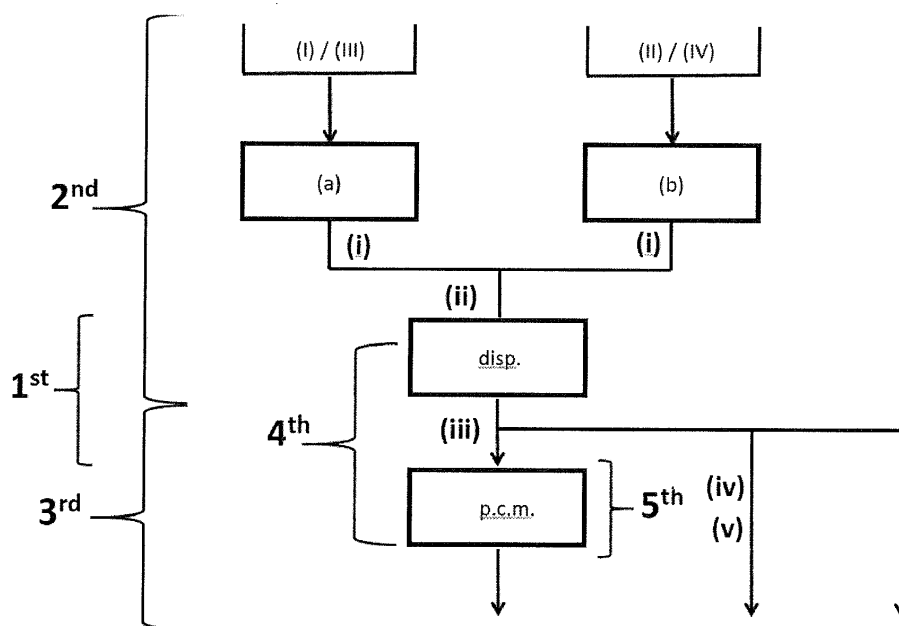 (I) / (III)
(II) / (IV)
(a)
(b)
2nd
(i)
(i)
(ii)
disp.
1st
4th
(iii)
3rd
p.c.m.
5th
(iv)
(v)